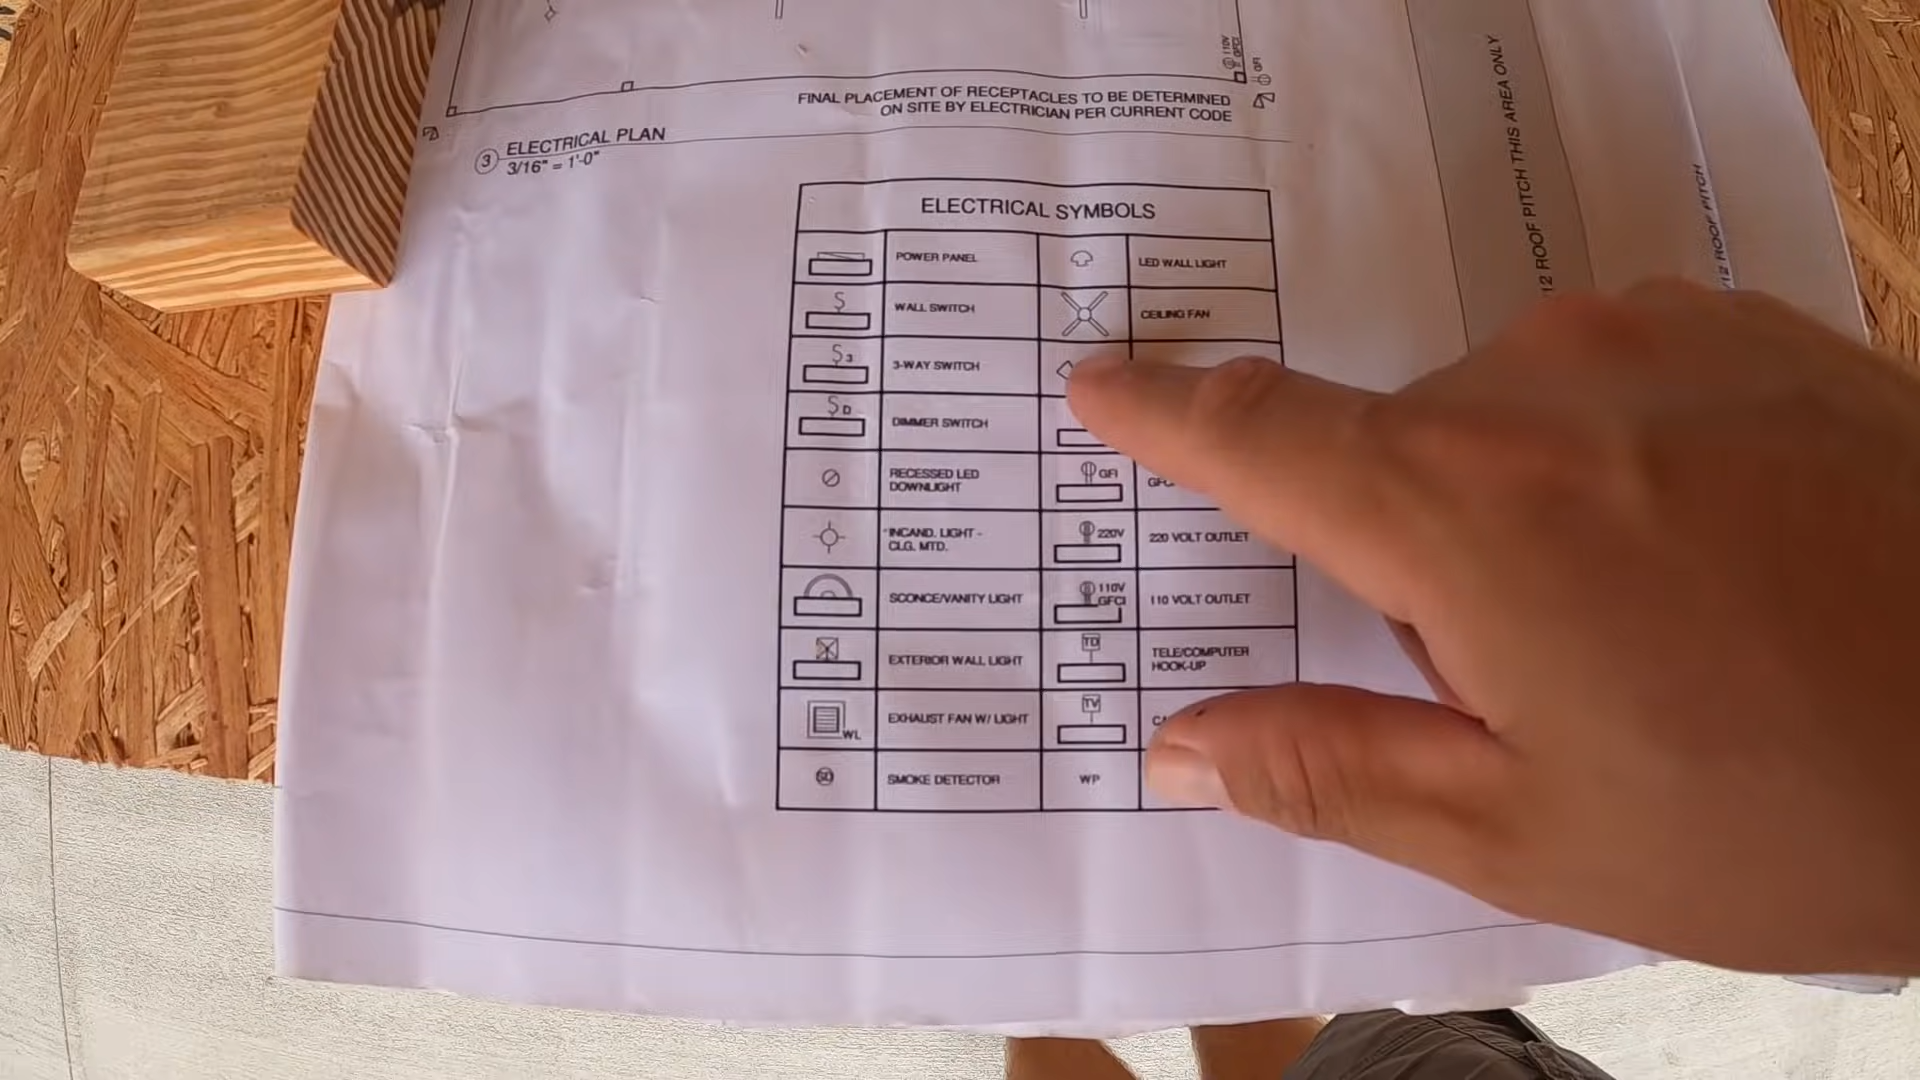 110V
GFCI
GFI
FINAL PLACEMENT OF RECEPTACLES TO BE DETERMINED
ON SITE BY ELECTRICIAN PER CURRENT CODE
3 ELECTRICAL PLAN
3/16" = 1'-0"
12 ROOF PITCH THIS AREA ONLY
/12 ROOF PITCH
ELECTRICAL SYMBOLS
POWER PANEL
LED WALL LIGHT
S WALL SWITCH
CEILING FAN
S3 3-WAY SWITCH
SD DIMMER SWITCH
RECESSED LED
DOWNLIGHT
GFI
*INCAND. LIGHT -
CLG. MTD.
220V 220 VOLT OUTLET
SCONCE/VANITY LIGHT
110V
GFCI
110 VOLT OUTLET
EXTERIOR WALL LIGHT
TD
TELE/COMPUTER
HOOK-UP
WL EXHAUST FAN W/ LIGHT
TV
SD SMOKE DETECTOR
WP